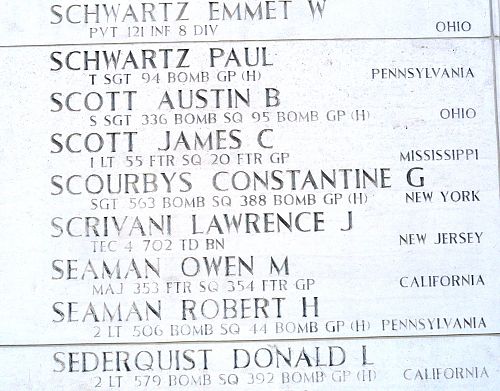 SCHWARTZ EMMET W
PVT 121 INF 8 DIV OHIO
SCHWARTZ PAUL
T SGT 94 BOMB GP (H) PENNSYLVANIA
SCOTT AUSTIN B
S SGT 336 BOMB SQ 95 BOMB GP (H) OHIO
SCOTT JAMES C
1 LT 55 FTR SQ 20 FTR GP MISSISSIPPI
SCOURBYS CONSTANTINE G
SGT 563 BOMB SQ 388 BOMB GP (H) NEW YORK
SCRIVANI LAWRENCE J
TEC 4 702 TD BN NEW JERSEY
SEAMAN OWEN M
MAJ 353 FTR SQ 354 FTR GP CALIFORNIA
SEAMAN ROBERT H
2 LT 506 BOMB SQ 44 BOMB GP (H) PENNSYLVANIA
SEDERQUIST DONALD L
2 LT 579 BOMB SQ 392 BOMB GP (H) CALIFORNIA